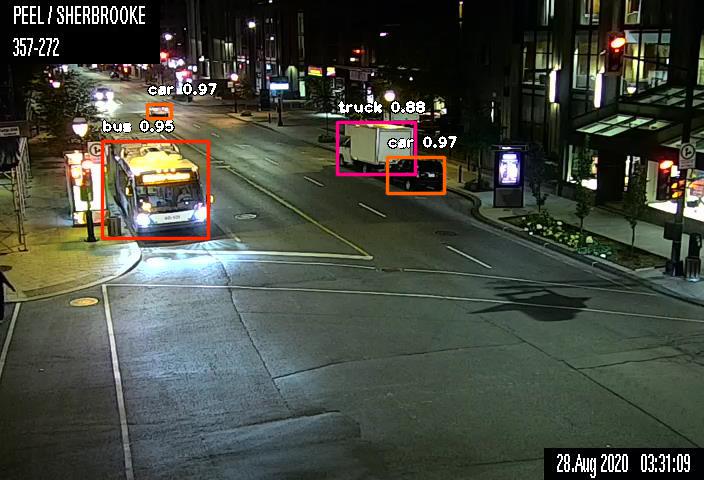 PEEL / SHERBROOKE
357-272
car 0.97
bus 0.95
truck 0.88
car 0.97
28.Aug 2020 03:31:09